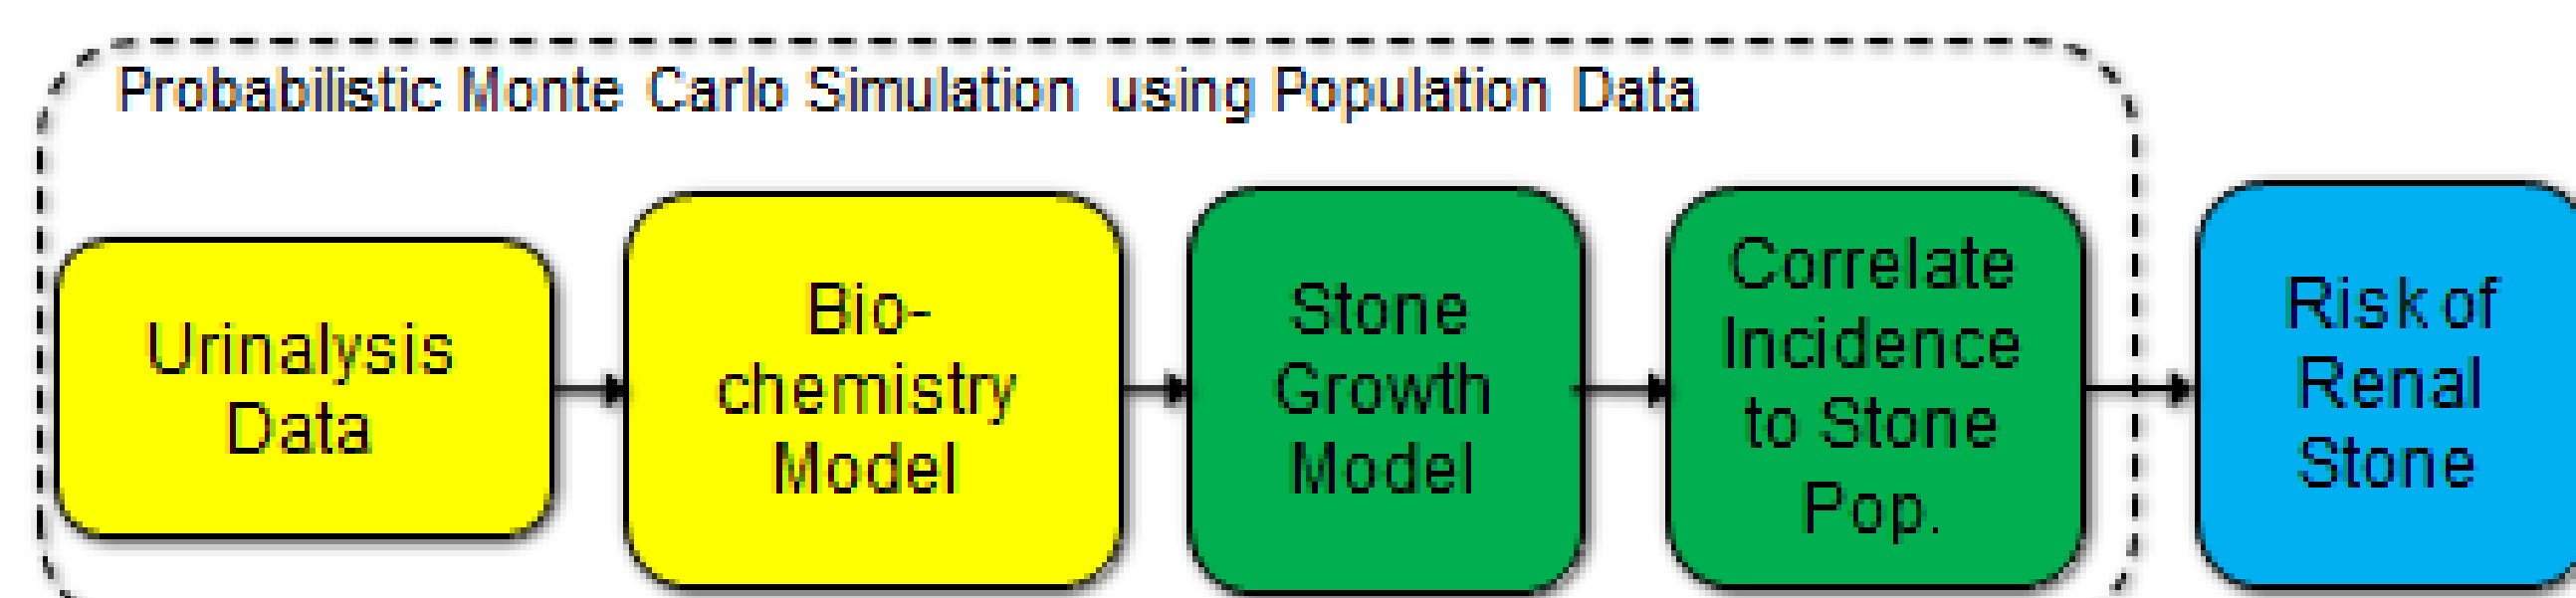 Probabilistic Monte Carlo Simulation using Population Data
Urinalysis
Data
Bio-
chemistry
Model
Stone
Growth
Model
Correlate
Incidence
to Stone
Pop.
Risk of
Renal
Stone